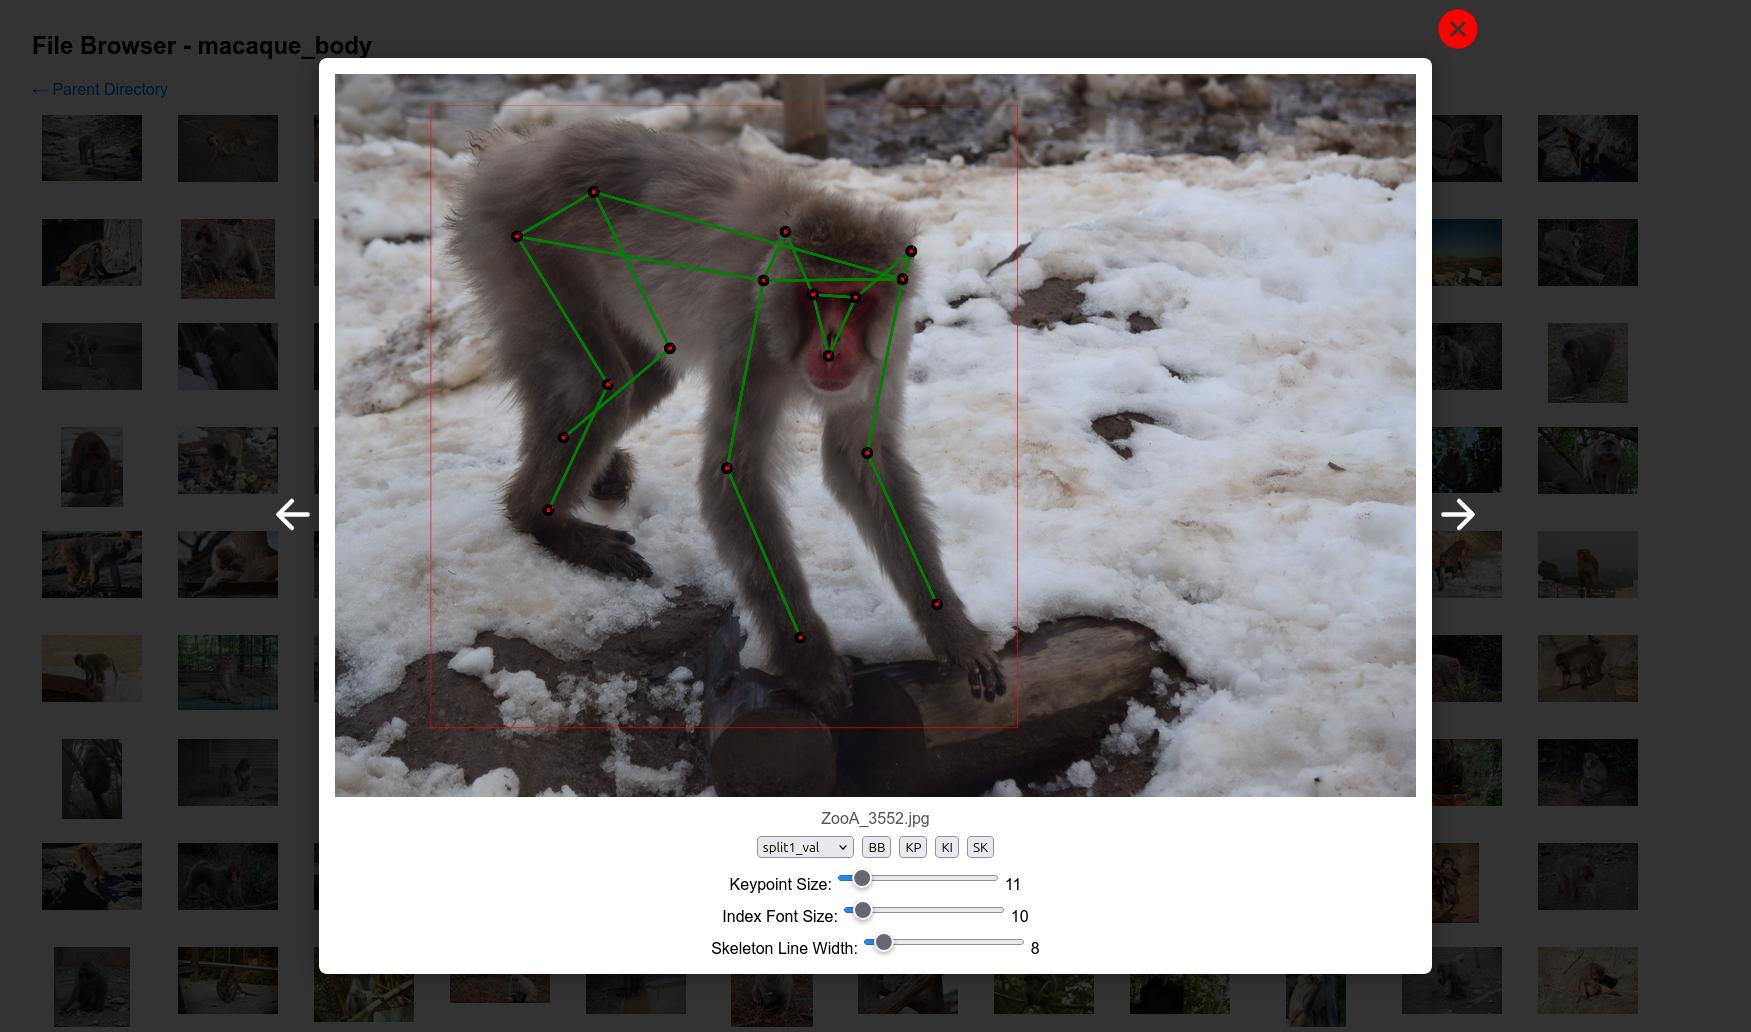 File Browser - macaque_body
← Parent Directory
ZooA_3552.jpg
split1_val BB KP KI SK
Keypoint Size: 11
Index Font Size: 10
Skeleton Line Width: 8